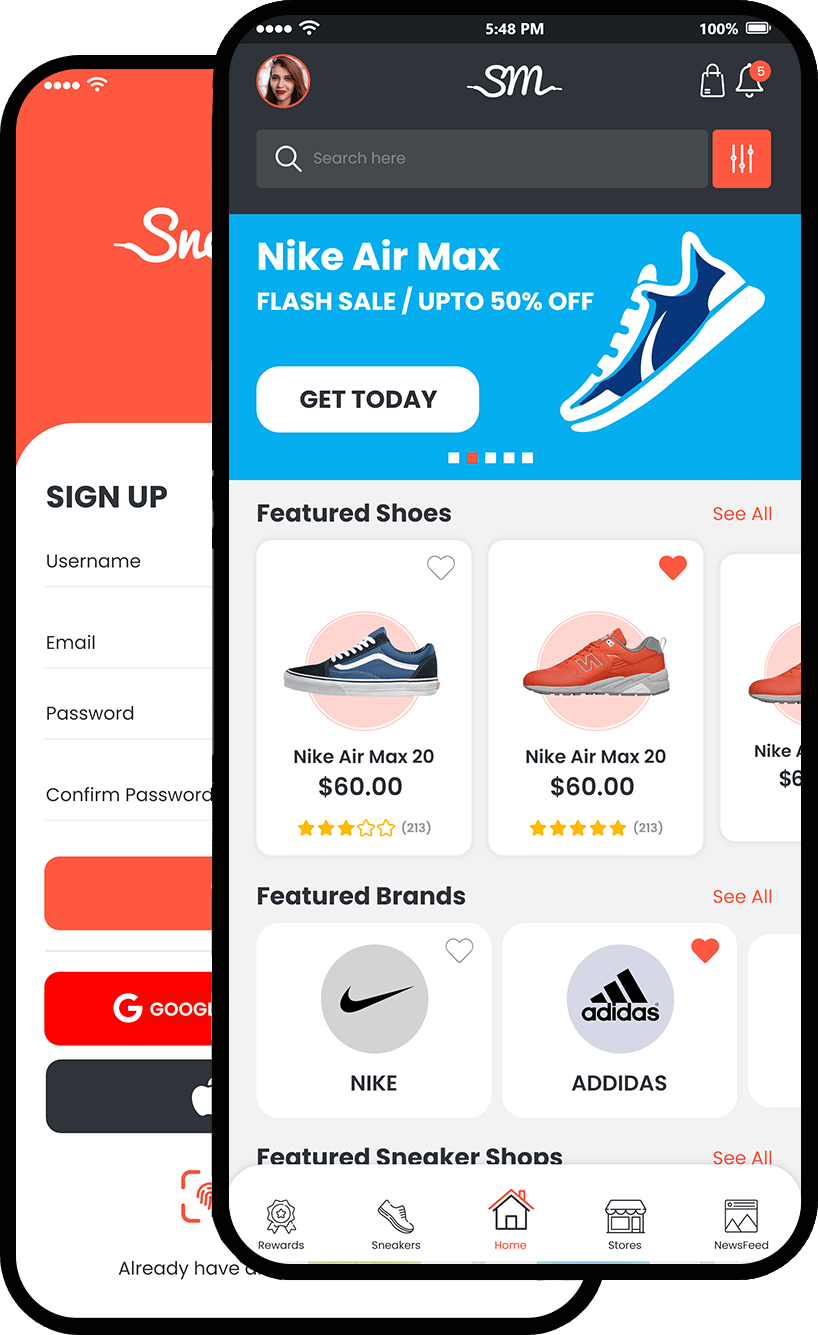 5:48 PM
100%
SM
5
Search here
Nike Air Max
FLASH SALE / UPTO 50% OFF
GET TODAY
Featured Shoes
See All
Nike Air Max 20
$60.00
(213)
Nike Air Max 20
$60.00
(213)
Nike A
$6
Featured Brands
See All
NIKE
adidas
ADDIDAS
Featured Sneaker Shops
See All
Rewards
Sneakers
Home
Stores
NewsFeed
Sne
SIGN UP
Username
Email
Password
Confirm Password
G GOOGL
Already have a